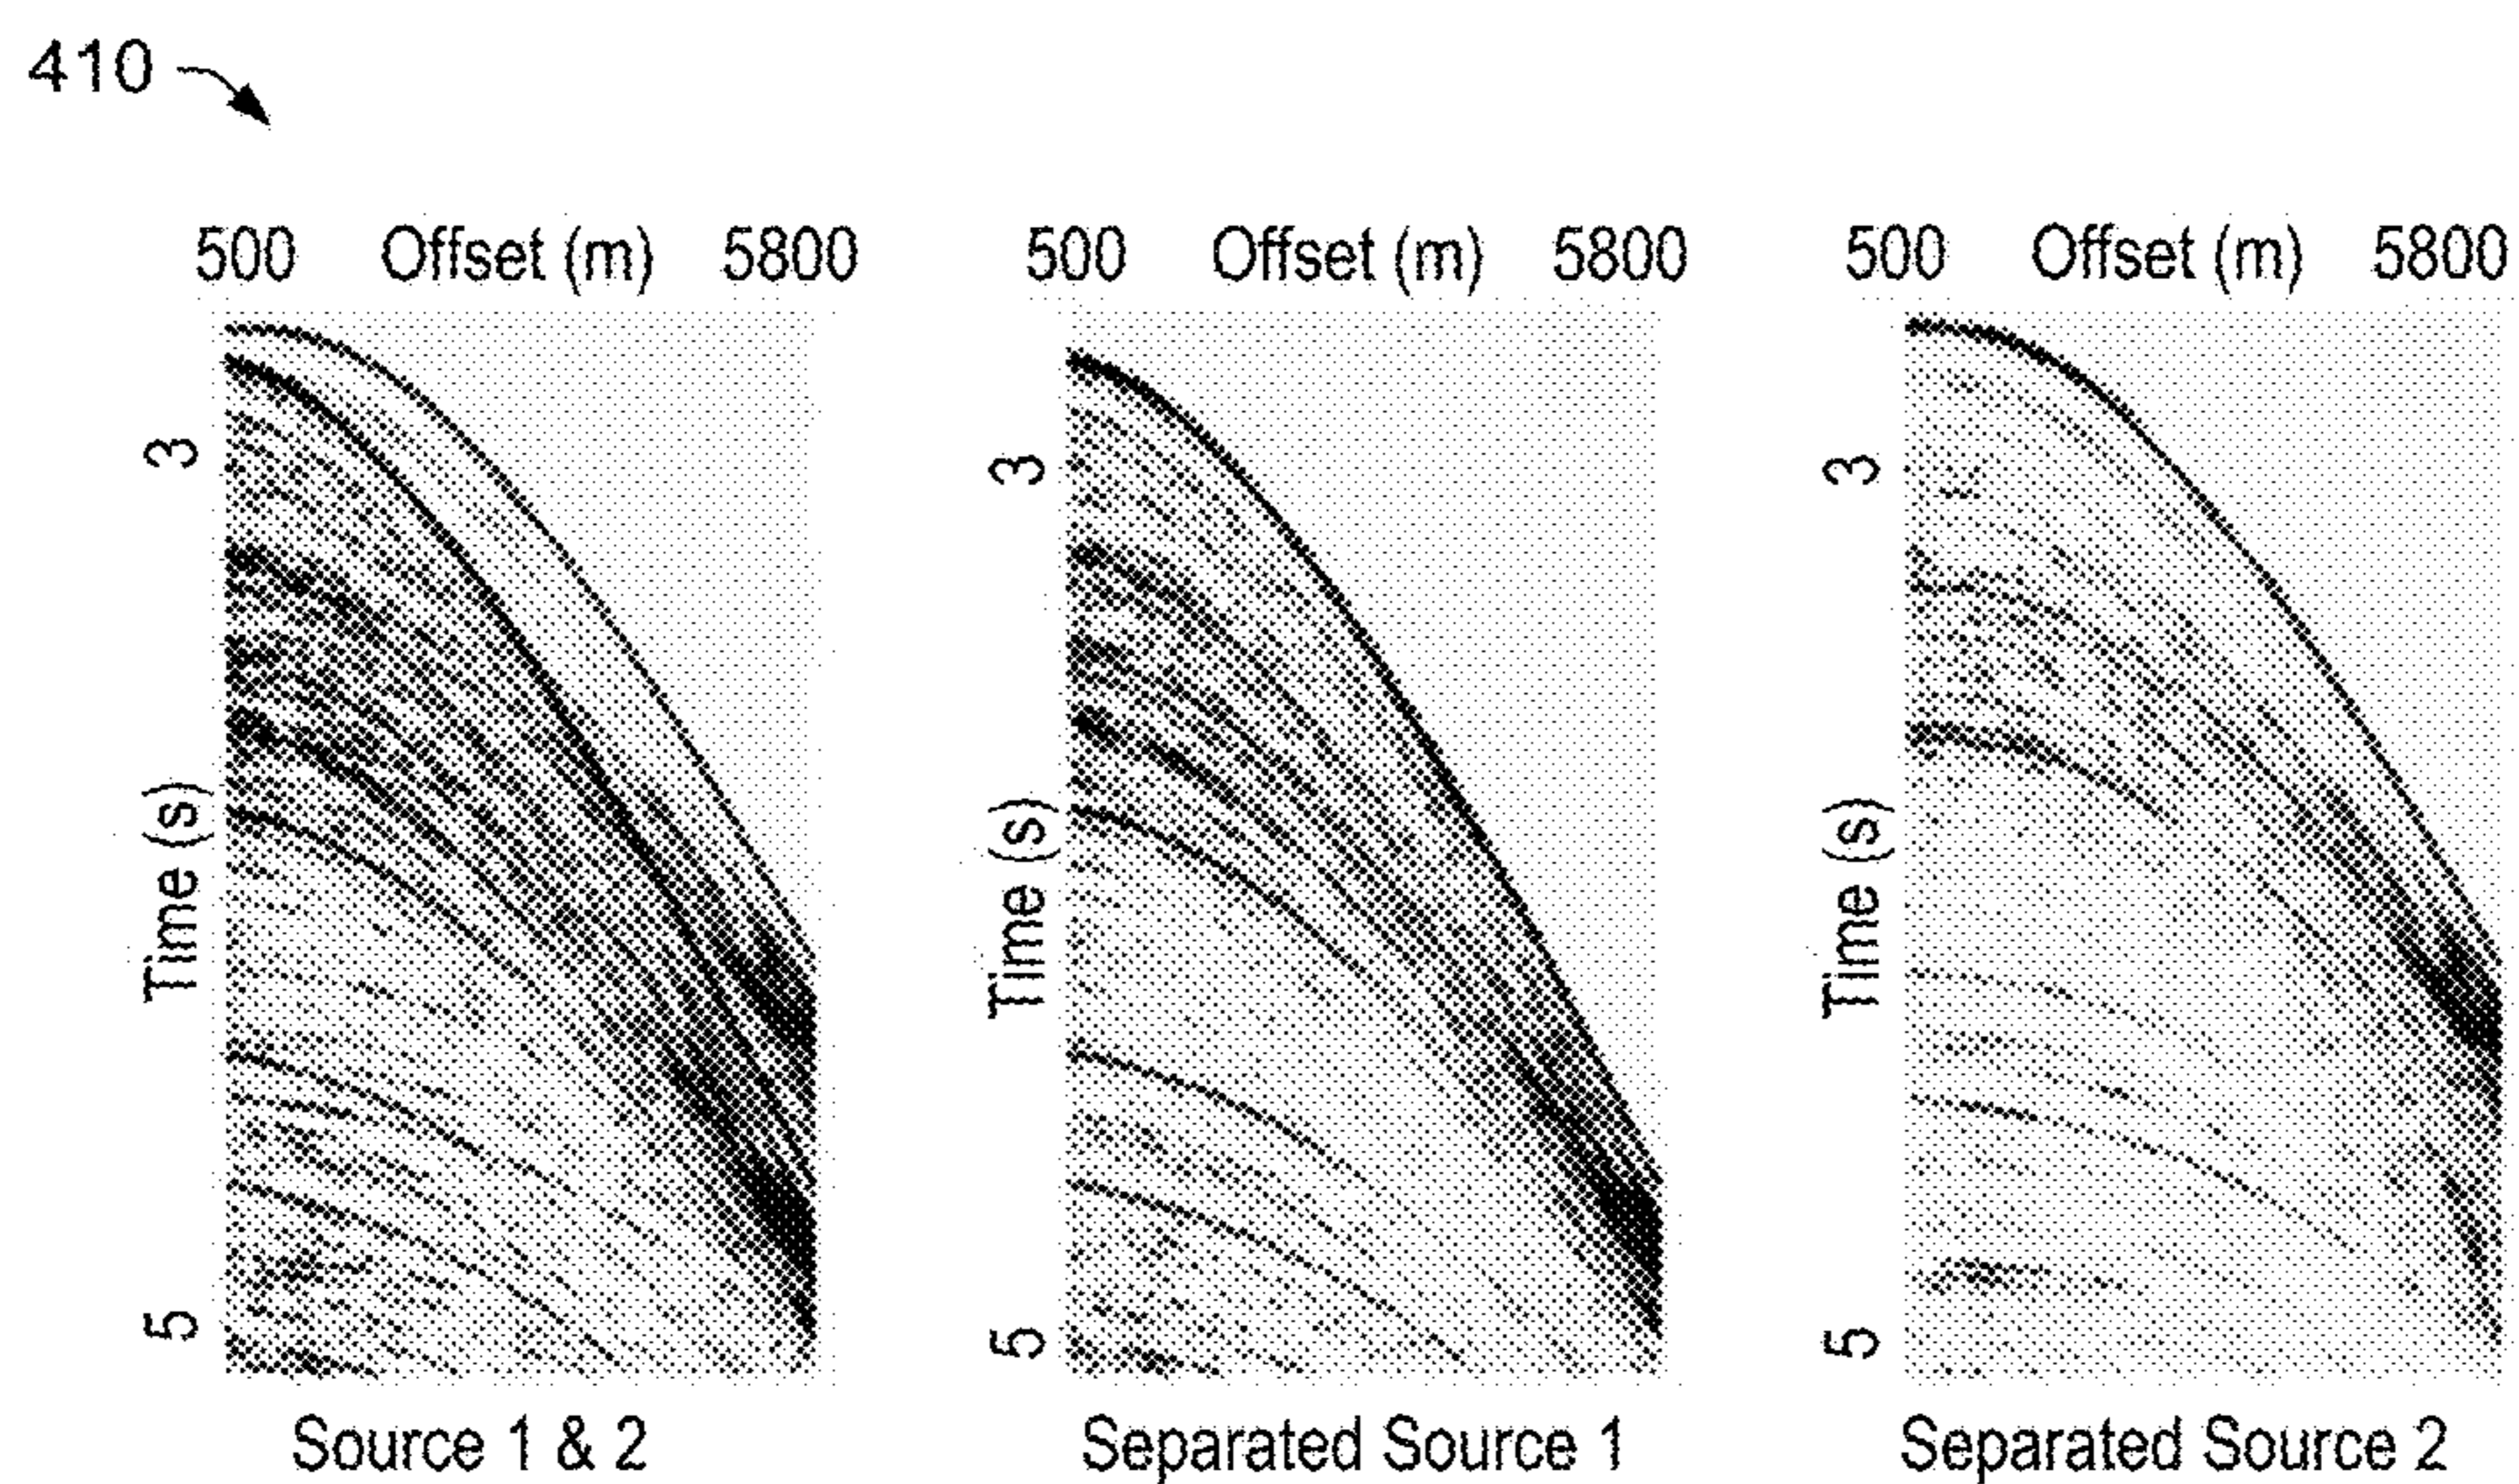 410
500 Offset (m) 5800
3
Time (s)
5
Source 1 & 2
500 Offset (m) 5800
3
Time (s)
5
Separated Source 1
500 Offset (m) 5800
3
Time (s)
5
Separated Source 2